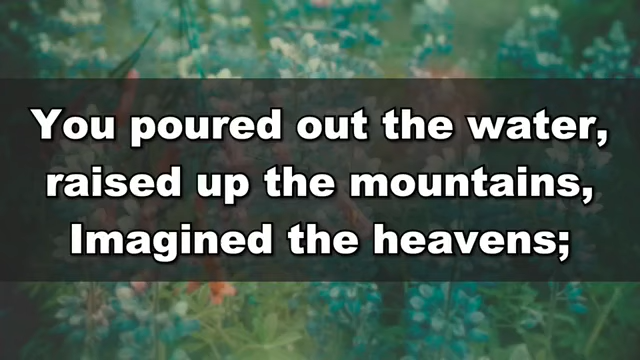 You poured out the water,
raised up the mountains,
Imagined the heavens;